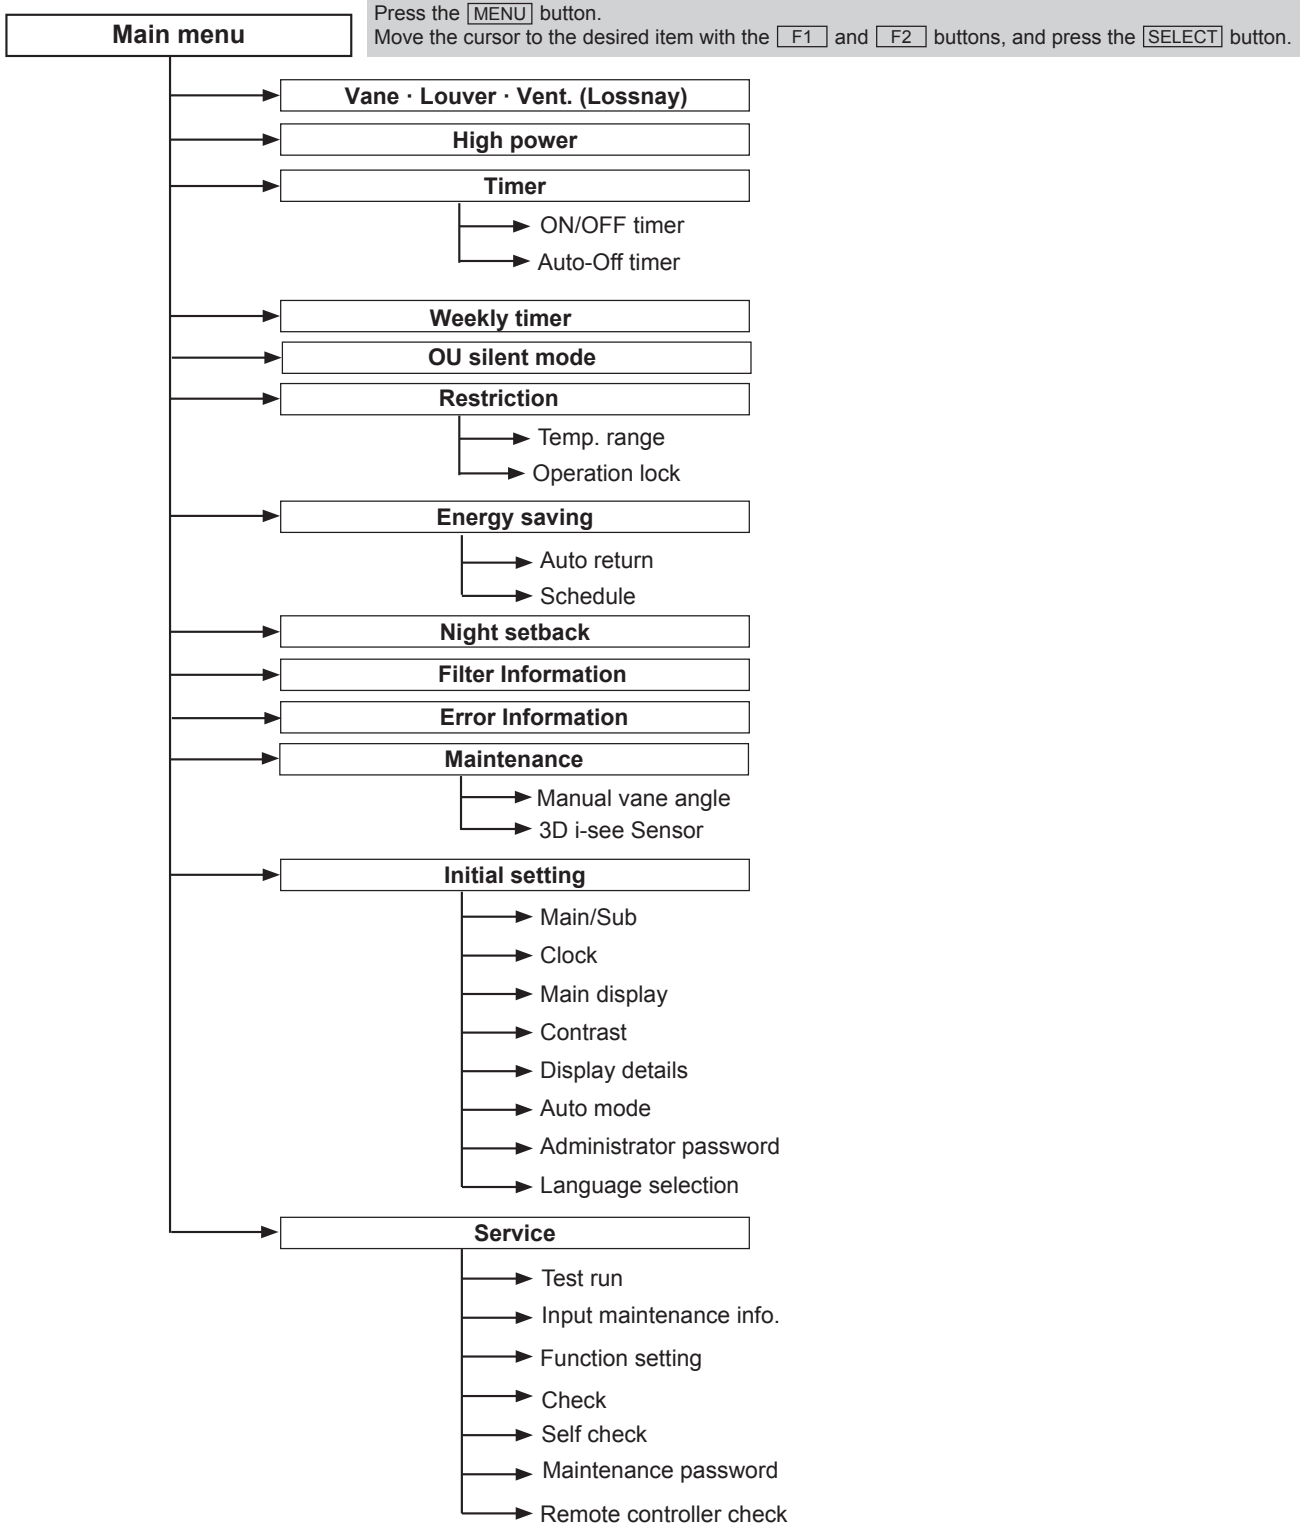 Main menu
Press the MENU button.
Move the cursor to the desired item with the F1 and F2 buttons, and press the SELECT button.
Vane · Louver · Vent. (Lossnay)
High power
Timer
ON/OFF timer
Auto-Off timer
Weekly timer
OU silent mode
Restriction
Temp. range
Operation lock
Energy saving
Auto return
Schedule
Night setback
Filter Information
Error Information
Maintenance
Manual vane angle
3D i-see Sensor
Initial setting
Main/Sub
Clock
Main display
Contrast
Display details
Auto mode
Administrator password
Language selection
Service
Test run
Input maintenance info.
Function setting
Check
Self check
Maintenance password
Remote controller check